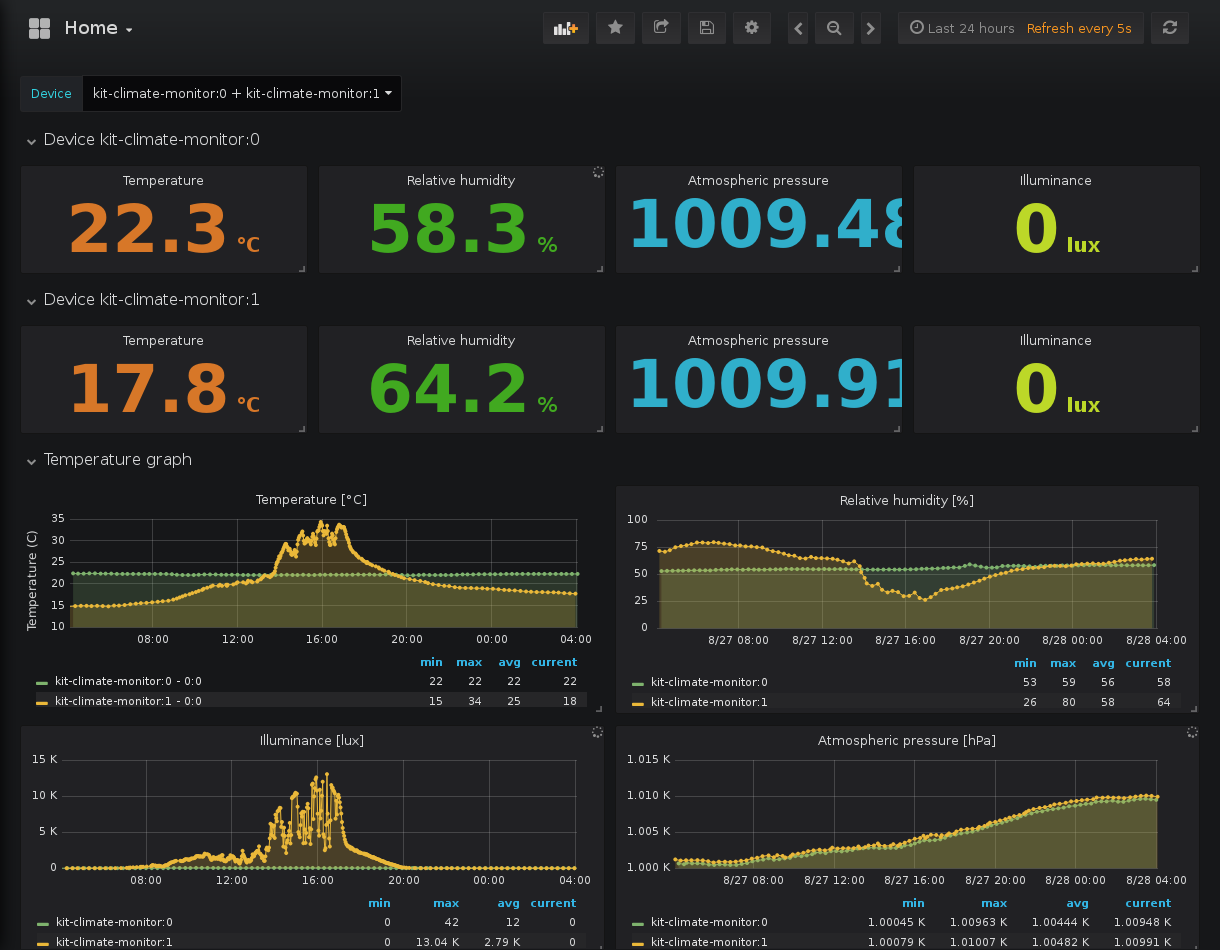 Home
Last 24 hours Refresh every 5s
Device kit-climate-monitor:0 + kit-climate-monitor:1
Device kit-climate-monitor:0
Temperature Relative humidity Atmospheric pressure Illuminance
22.3 °C 58.3 % 1009.48 0 lux
Device kit-climate-monitor:1
Temperature Relative humidity Atmospheric pressure Illuminance
17.8 °C 64.2 % 1009.91 0 lux
Temperature graph
Temperature [°C]
Temperature (C)
35
30
25
20
15
10
08:00 12:00 16:00 20:00 00:00 04:00
min max avg current
kit-climate-monitor:0 - 0:0 22 22 22 22
kit-climate-monitor:1 - 0:0 15 34 25 18
Relative humidity [%]
100
75
50
25
0
8/27 08:00 8/27 12:00 8/27 16:00 8/27 20:00 8/28 00:00 8/28 04:00
min max avg current
kit-climate-monitor:0 53 59 56 58
kit-climate-monitor:1 26 80 58 64
Illuminance [lux]
15 K
10 K
5 K
0
08:00 12:00 16:00 20:00 00:00 04:00
min max avg current
kit-climate-monitor:0 0 42 12 0
kit-climate-monitor:1 0 13.04 K 2.79 K 0
Atmospheric pressure [hPa]
1.015 K
1.010 K
1.005 K
1.000 K
8/27 08:00 8/27 12:00 8/27 16:00 8/27 20:00 8/28 00:00 8/28 04:00
min max avg current
kit-climate-monitor:0 1.00045 K 1.00963 K 1.00444 K 1.00948 K
kit-climate-monitor:1 1.00079 K 1.01007 K 1.00482 K 1.00991 K